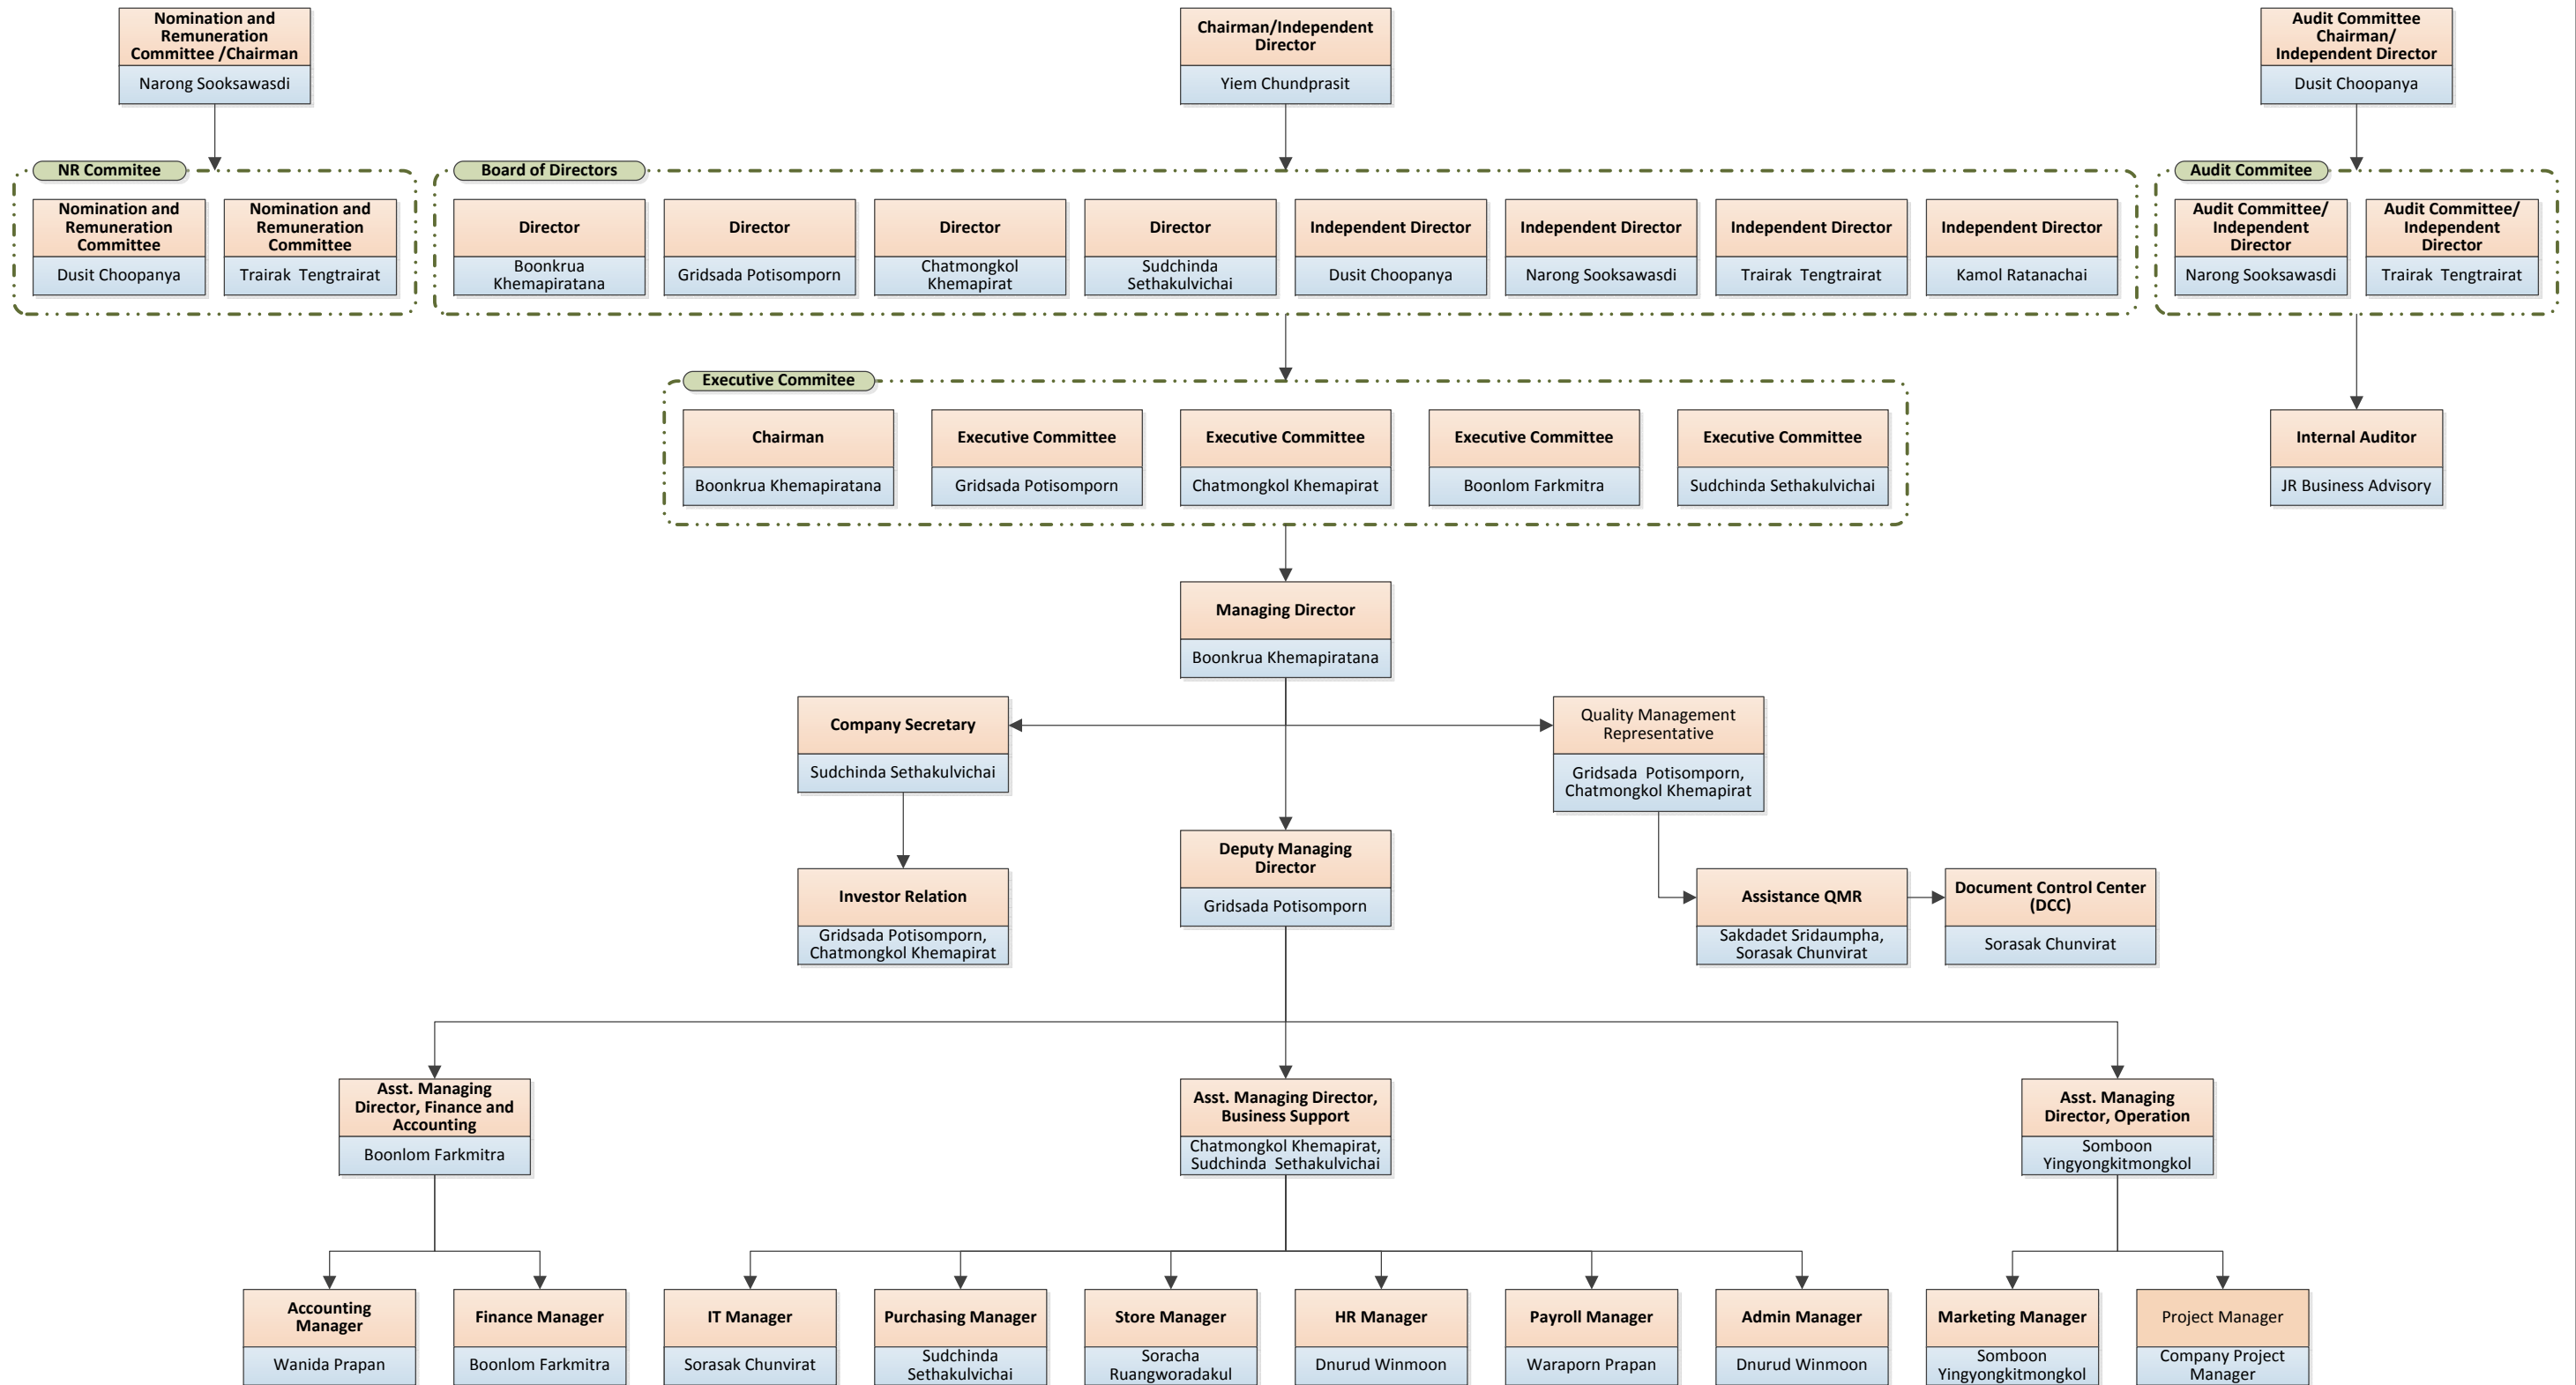 Nomination and
Remuneration
Committee /Chairman
Narong Sooksawasdi
Chairman/Independent
Director
Yiem Chundprasit
Audit Committee
Chairman/
Independent Director
Dusit Choopanya
NR Commitee
Nomination and
Remuneration
Committee
Dusit Choopanya
Nomination and
Remuneration
Committee
Trairak  Tengtrairat
Board of Directors
Director
Boonkrua
Khemapiratana
Director
Gridsada Potisomporn
Director
Chatmongkol
Khemapirat
Director
Sudchinda
Sethakulvichai
Independent Director
Dusit Choopanya
Independent Director
Narong Sooksawasdi
Independent Director
Trairak  Tengtrairat
Independent Director
Kamol Ratanachai
Audit Commitee
Audit Committee/
Independent
Director
Narong Sooksawasdi
Audit Committee/
Independent
Director
Trairak  Tengtrairat
Executive Commitee
Chairman
Boonkrua Khemapiratana
Executive Committee
Gridsada Potisomporn
Executive Committee
Chatmongkol Khemapirat
Executive Committee
Boonlom Farkmitra
Executive Committee
Sudchinda Sethakulvichai
Internal Auditor
JR Business Advisory
Managing Director
Boonkrua Khemapiratana
Company Secretary
Sudchinda Sethakulvichai
Quality Management
Representative
Gridsada  Potisomporn,
Chatmongkol Khemapirat
Deputy Managing
Director
Gridsada Potisomporn
Investor Relation
Gridsada Potisomporn,
Chatmongkol Khemapirat
Assistance QMR
Sakdadet Sridaumpha,
Sorasak Chunvirat
Document Control Center
(DCC)
Sorasak Chunvirat
Asst. Managing
Director, Finance and
Accounting
Boonlom Farkmitra
Asst. Managing Director,
Business Support
Chatmongkol Khemapirat,
Sudchinda  Sethakulvichai
Asst. Managing
Director, Operation
Somboon
Yingyongkitmongkol
Accounting
Manager
Wanida Prapan
Finance Manager
Boonlom Farkmitra
IT Manager
Sorasak Chunvirat
Purchasing Manager
Sudchinda
Sethakulvichai
Store Manager
Soracha
Ruangworadakul
HR Manager
Dnurud Winmoon
Payroll Manager
Waraporn Prapan
Admin Manager
Dnurud Winmoon
Marketing Manager
Somboon
Yingyongkitmongkol
Project Manager
Company Project
Manager